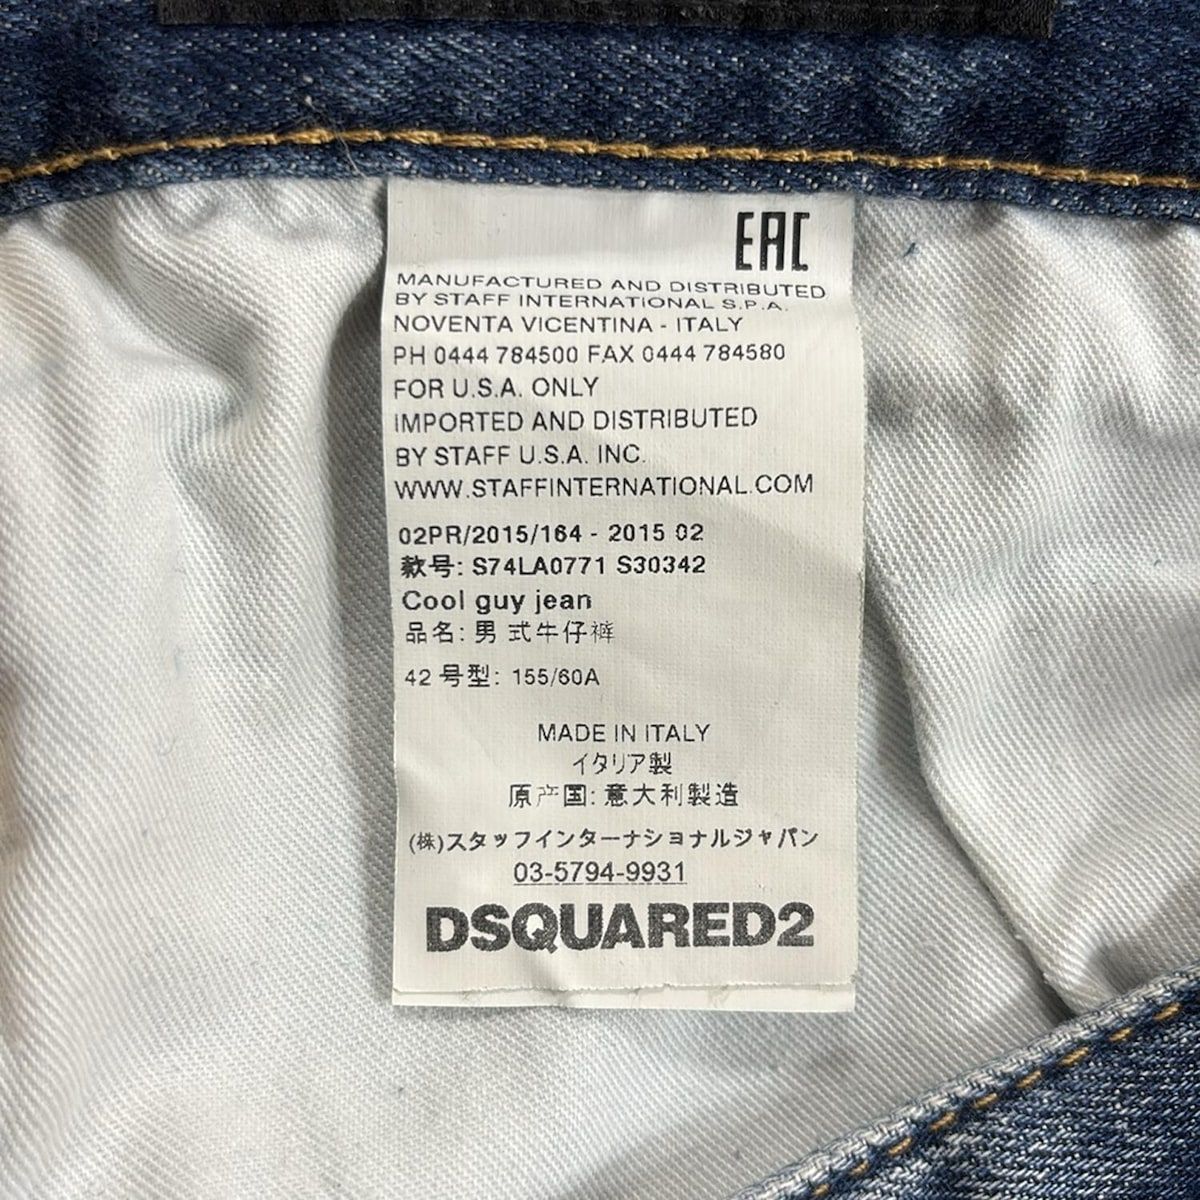 EAC
MANUFACTURED AND DISTRIBUTED
BY STAFF INTERNATIONAL S.P.A.
NOVENTA VICENTINA - ITALY
PH 0444 784500 FAX 0444 784580
FOR U.S.A. ONLY
IMPORTED AND DISTRIBUTED
BY STAFF U.S.A. INC.
WWW.STAFFINTERNATIONAL.COM
02PR/2015/164 - 2015 02
款号: S74LA0771 S30342
Cool guy jean
品名: 男式牛仔裤
42 号型: 155/60A
MADE IN ITALY
イタリア製
原产国: 意大利製造
(株)スタッフインターナショナルジャパン
03-5794-9931
DSQUARED2